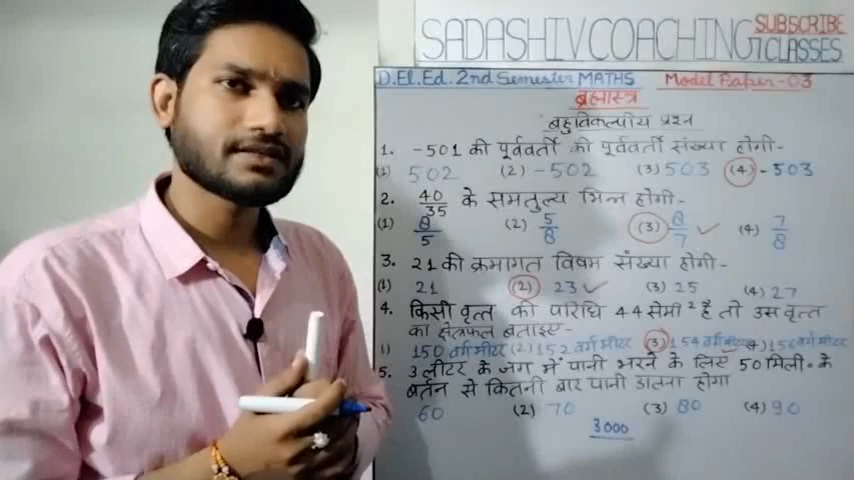 SADASHIV COACHING CLASSES
SUBSCRIBE
D.El.Ed. 2nd Semester MATHS Model Paper-03
ब्रह्मास्त्र
बहुविकल्पीय प्रश्न
1. -501 की पूर्ववर्ती की पूर्ववर्ती संख्या होगी-
(1) 502 (2) -502 (3) 503 (4) -503
2. 40/35 के समतुल्य भिन्न होगी-
(1) 8/5 (2) 5/8 (3) 8/7 ✓ (4) 7/8
3. 21 की क्रमागत विषम संख्या होगी-
(1) 21 (2) 23 ✓ (3) 25 (4) 27
4. किसी वृत्त की परिधि 44 सेमी² है तो उस वृत्त
का क्षेत्रफल बताइए-
1) 150 वर्ग मीटर (2) 152 वर्ग मीटर (3) 154 वर्ग मीटर (4) 156 वर्ग मीटर
5. 3 लीटर के जग में पानी भरने के लिए 50 मिली० के
बर्तन से कितनी बार पानी डालना होगा
60 (2) 70 (3) 80 (4) 90
3000